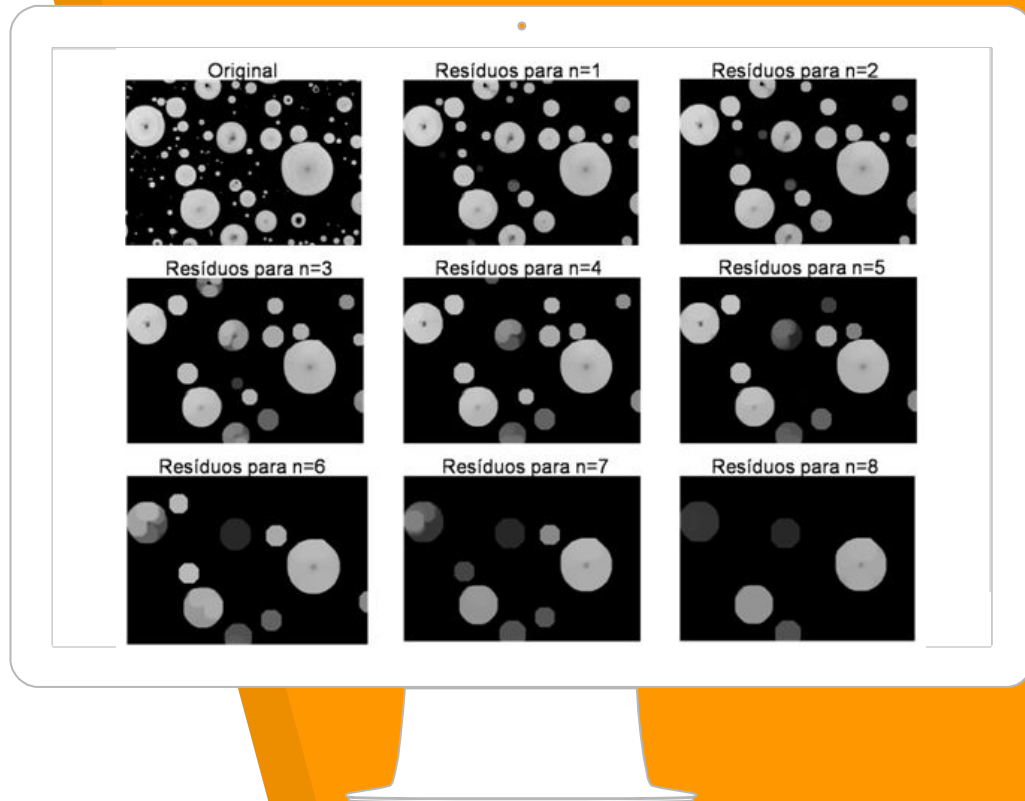 Original
Resíduos para n=1
Resíduos para n=2
Resíduos para n=3
Resíduos para n=4
Resíduos para n=5
Resíduos para n=6
Resíduos para n=7
Resíduos para n=8